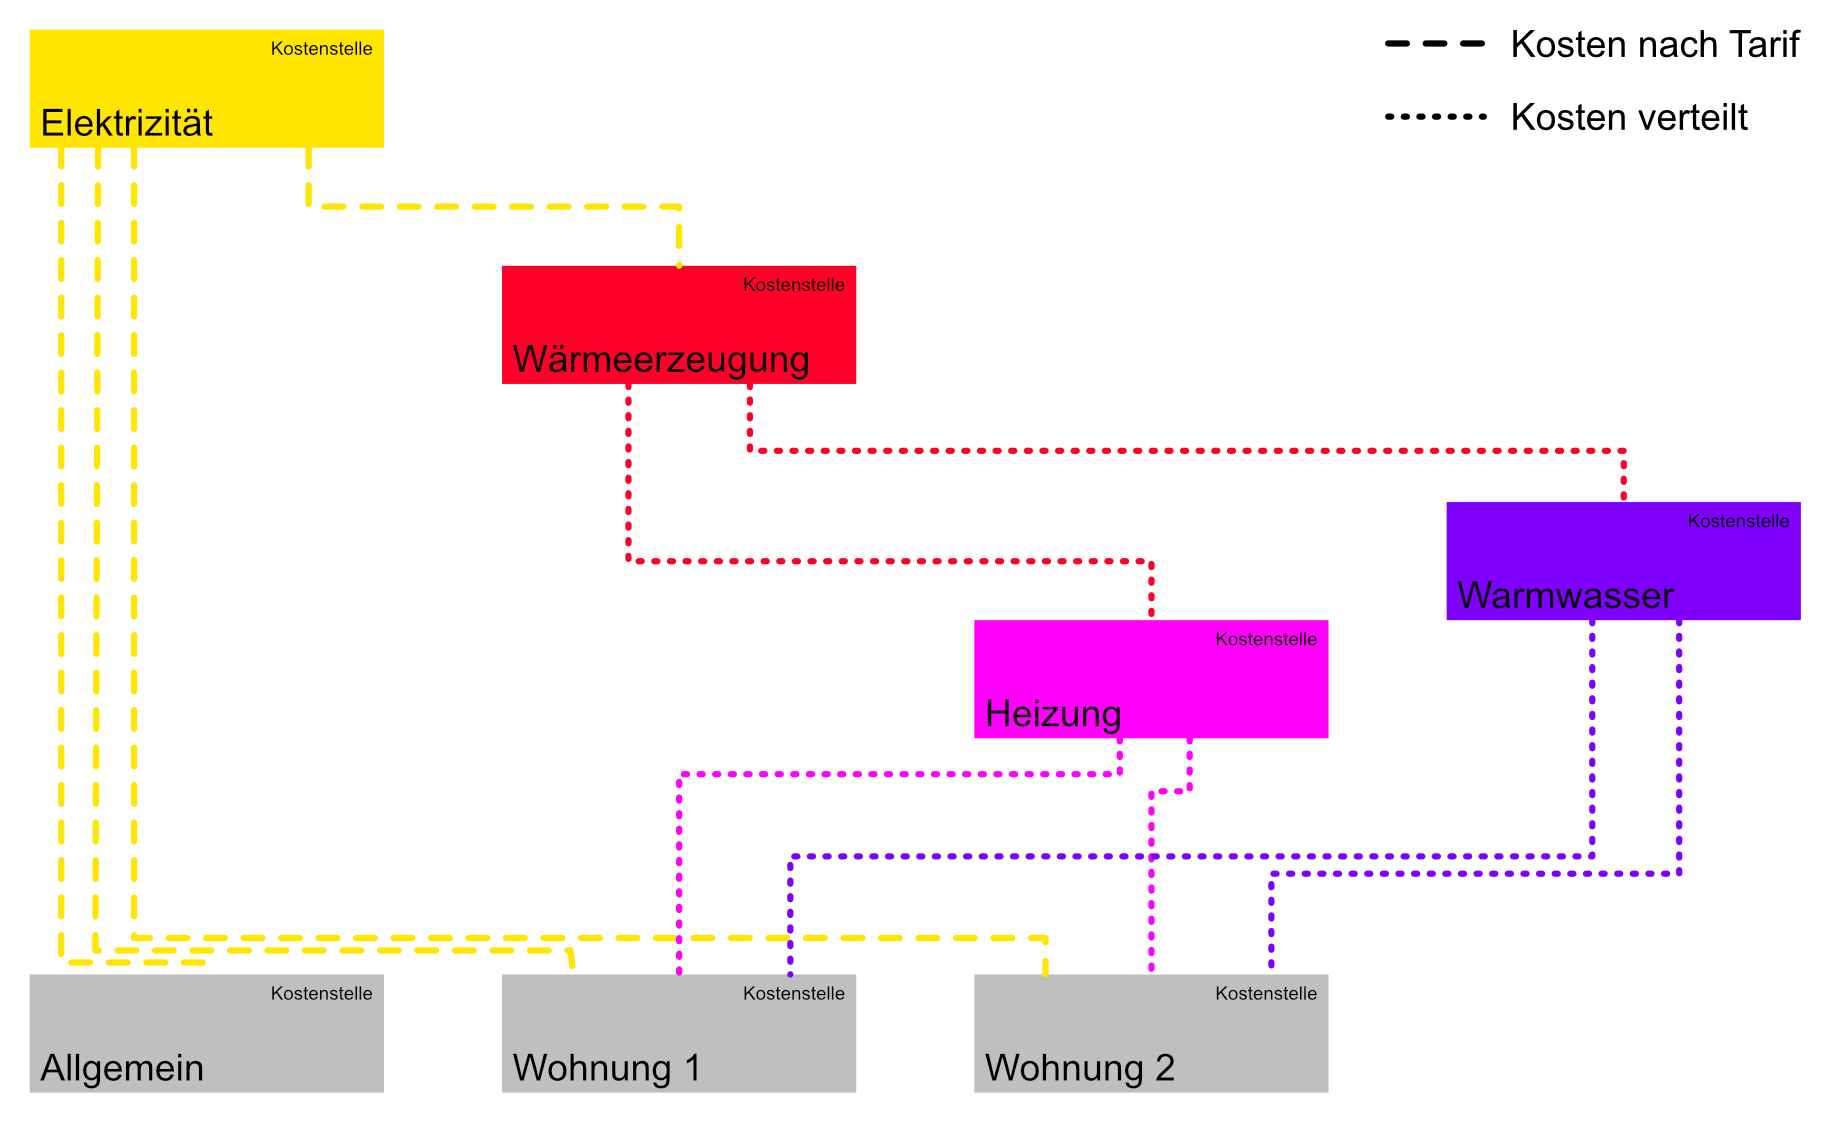 Kostenstelle
Elektrizität
Kosten nach Tarif
Kosten verteilt
Kostenstelle
Wärmeerzeugung
Kostenstelle
Warmwasser
Kostenstelle
Heizung
Kostenstelle
Allgemein
Kostenstelle
Wohnung 1
Kostenstelle
Wohnung 2